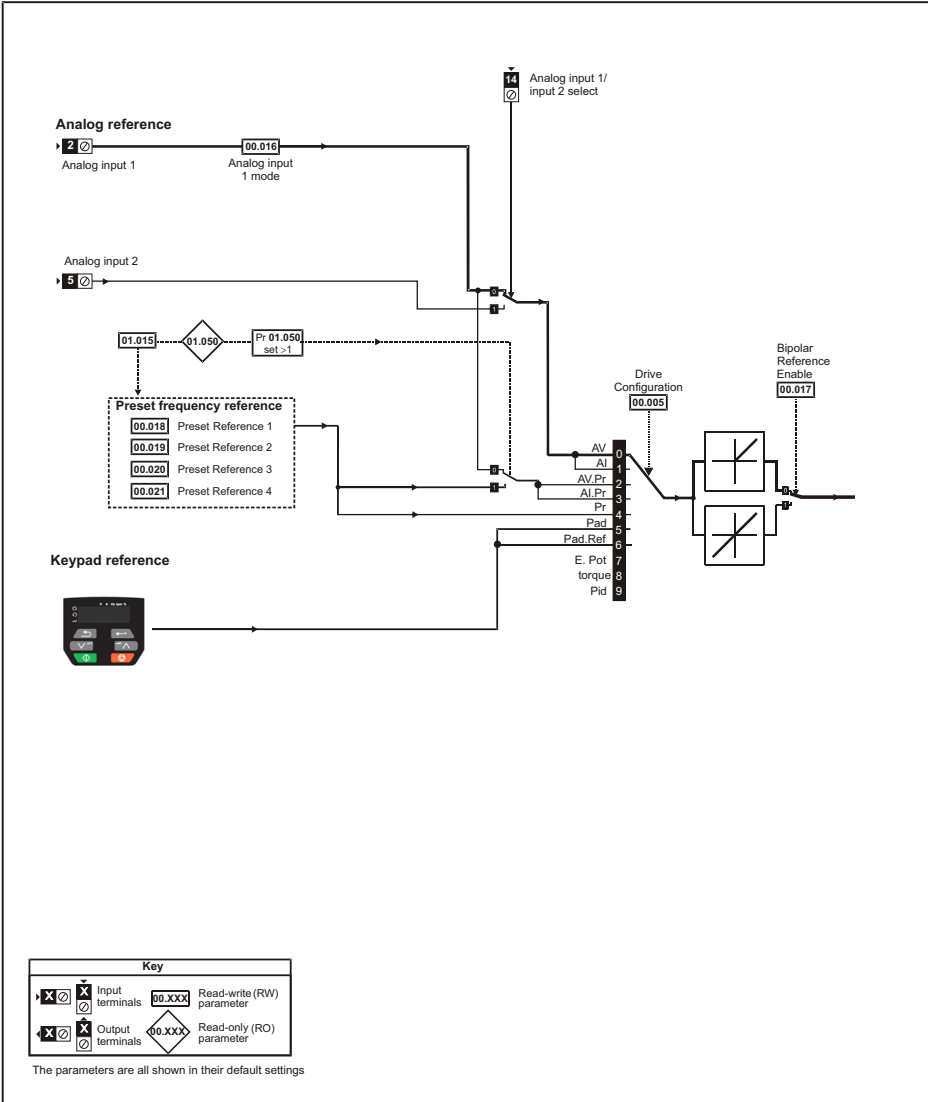 14
Analog input 1/
input 2 select
Analog reference
2
00.016
Analog input 1
Analog input
1 mode
Analog input 2
5
0
1
01.015
01.050
Pr 01.050
set >1
Preset frequency reference
00.018 Preset Reference 1
00.019 Preset Reference 2
00.020 Preset Reference 3
00.021 Preset Reference 4
0
1
Drive
Configuration
00.005
Bipolar
Reference
Enable
00.017
AV 0
AI 1
AV.Pr 2
AI.Pr 3
Pr 4
Pad 5
Pad.Ref 6
E. Pot 7
torque 8
Pid 9
0
1
Keypad reference
Key
X
X
Input
terminals
00.XXX
Read-write (RW)
parameter
X
X
Output
terminals
00.XXX
Read-only (RO)
parameter
The parameters are all shown in their default settings